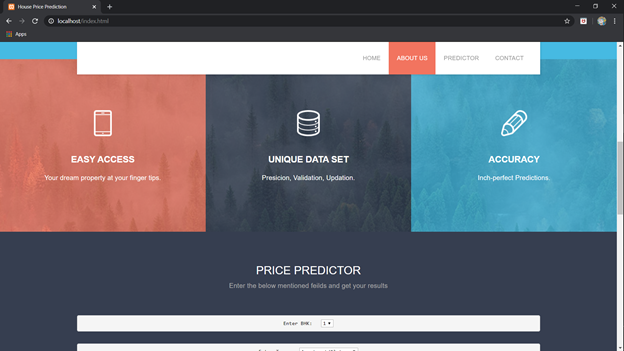 House Price Prediction
localhost/index.html
Apps
HOME ABOUT US PREDICTOR CONTACT
EASY ACCESS UNIQUE DATA SET ACCURACY
Your dream property at your finger tips. Presicion, Validation, Updation. Inch-perfect Predictions.
PRICE PREDICTOR
Enter the below mentioned feilds and get your results
Enter BHK: 1